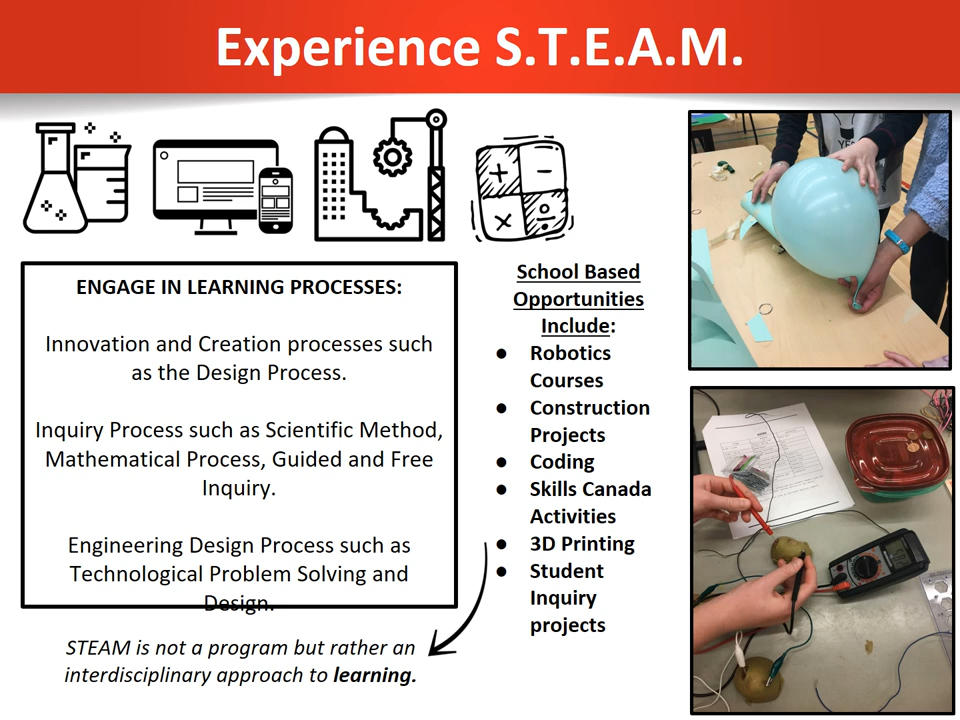 Experience S.T.E.A.M.
ENGAGE IN LEARNING PROCESSES:
Innovation and Creation processes such
as the Design Process.
Inquiry Process such as Scientific Method,
Mathematical Process, Guided and Free
Inquiry.
Engineering Design Process such as
Technological Problem Solving and
Design.
STEAM is not a program but rather an
interdisciplinary approach to learning.
School Based
Opportunities
Include:
● Robotics
Courses
● Construction
Projects
● Coding
● Skills Canada
Activities
● 3D Printing
● Student
Inquiry
projects